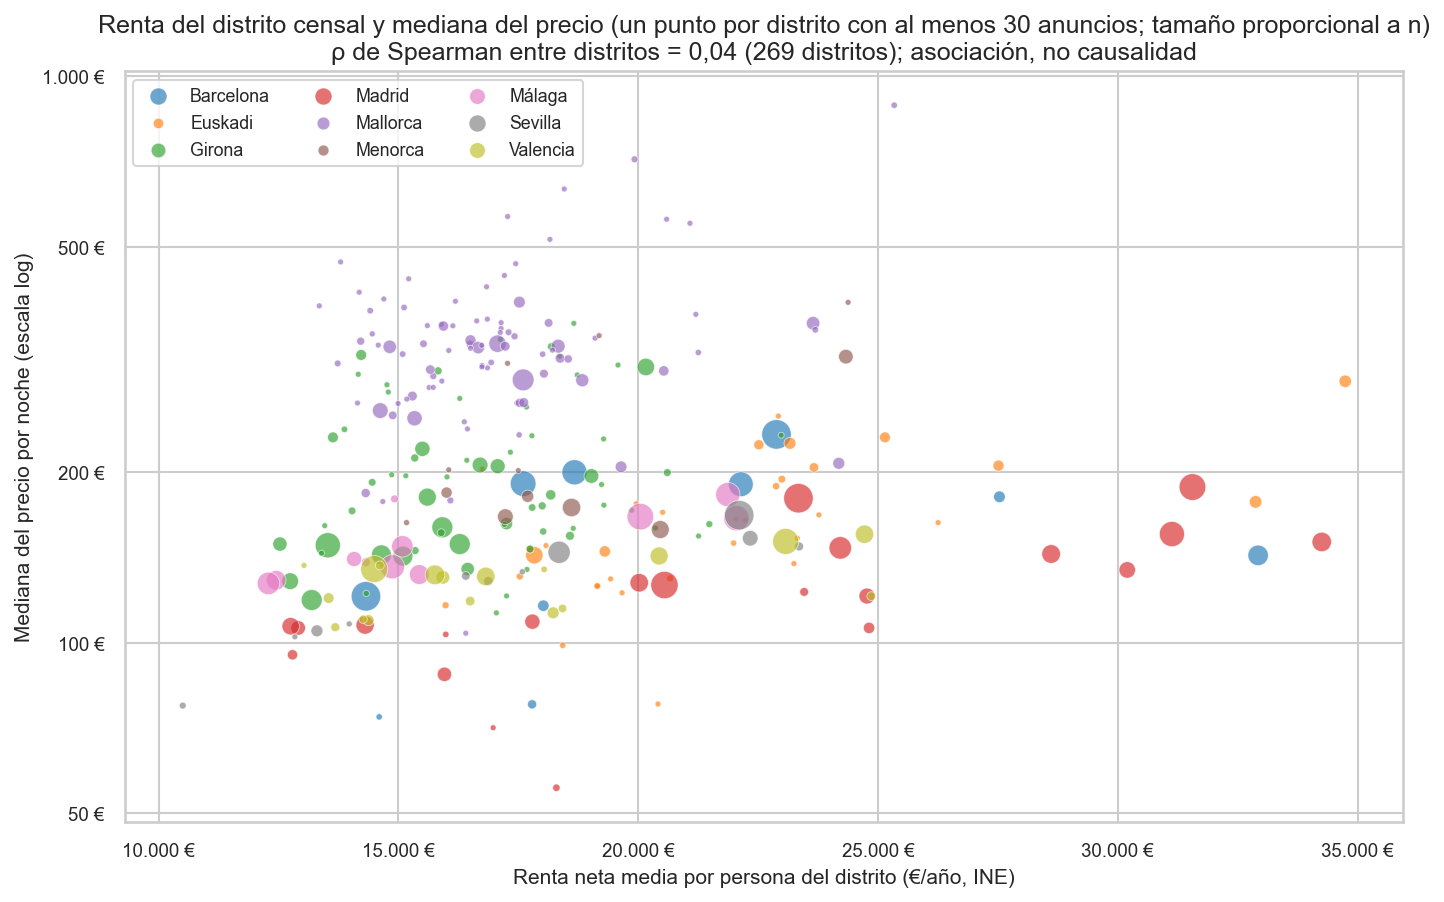 Renta del distrito censal y mediana del precio (un punto por distrito con al menos 30 anuncios; tamaño proporcional a n)
ρ de Spearman entre distritos = 0,04 (269 distritos); asociación, no causalidad
Mediana del precio por noche (escala log)
1.000 €
500 €
200 €
100 €
50 €
Barcelona
Euskadi
Girona
Madrid
Mallorca
Menorca
Málaga
Sevilla
Valencia
10.000 €
15.000 €
20.000 €
25.000 €
30.000 €
35.000 €
Renta neta media por persona del distrito (€/año, INE)